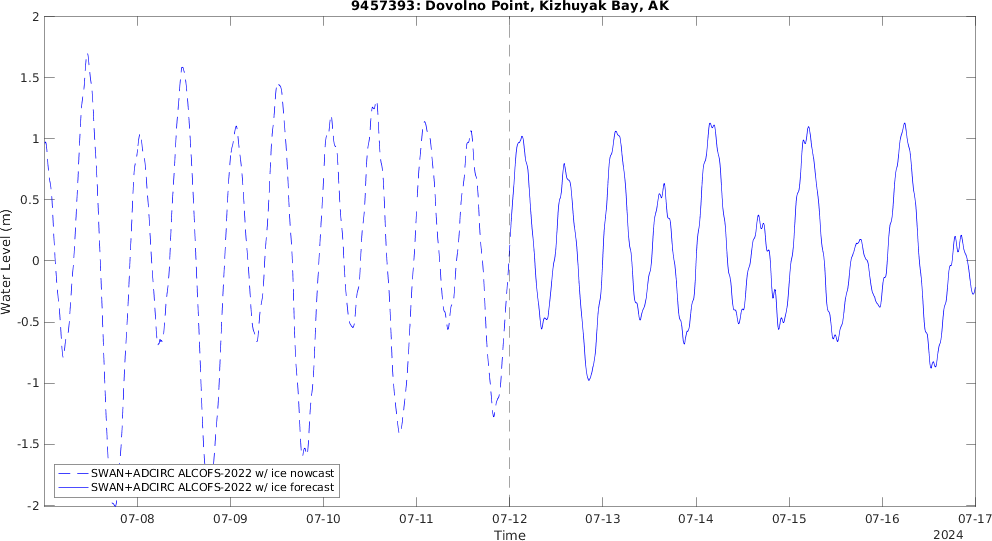 9457393: Dovolno Point, Kizhuyak Bay, AK
2
1.5
1
0.5
0
-0.5
-1
-1.5
-2
Water Level (m)
SWAN+ADCIRC ALCOFS-2022 w/ ice nowcast
SWAN+ADCIRC ALCOFS-2022 w/ ice forecast
07-08 07-09 07-10 07-11 07-12 07-13 07-14 07-15 07-16 07-17
Time
2024